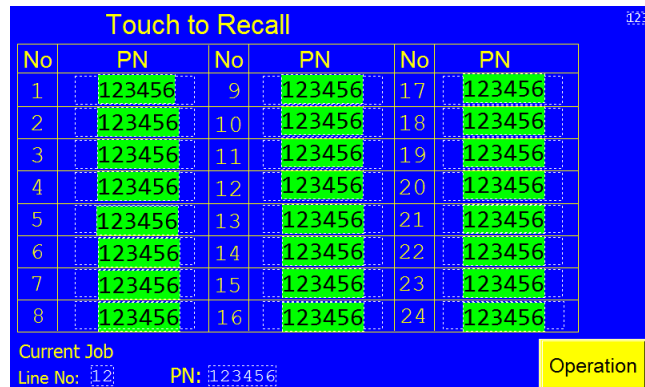 Touch to Recall
123
No PN No PN No PN
1 123456 9 123456 17 123456
2 123456 10 123456 18 123456
3 123456 11 123456 19 123456
4 123456 12 123456 20 123456
5 123456 13 123456 21 123456
6 123456 14 123456 22 123456
7 123456 15 123456 23 123456
8 123456 16 123456 24 123456
Current Job
Line No: 12 PN: 123456
Operation